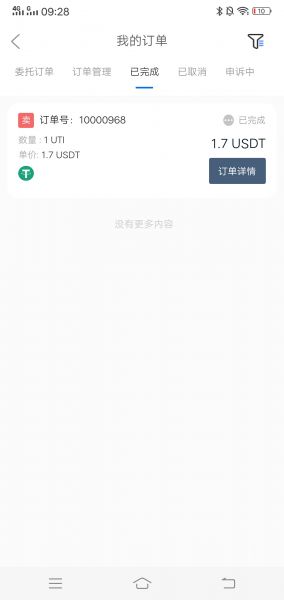 4G G 09:28 10
我的订单
委托订单 订单管理 已完成 已取消 申诉中
卖 订单号：10000968 已完成
数量：1 UTI 1.7 USDT
单价：1.7 USDT
订单详情
没有更多内容